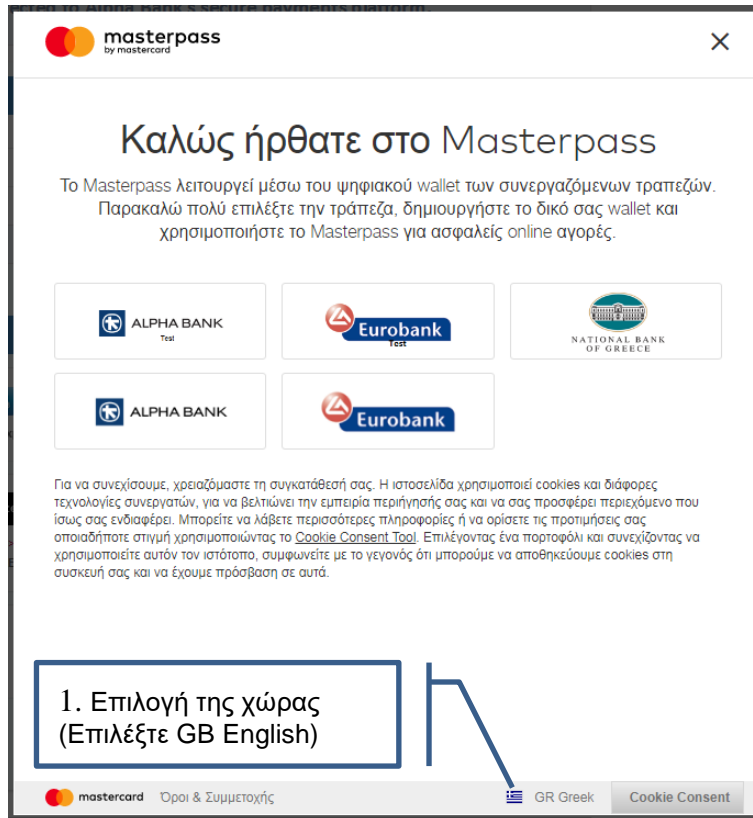 ected to Alpha Bank's secure payments platform.
masterpass
by mastercard
Καλώς ήρθατε στο Masterpass
Το Masterpass λειτουργεί μέσω του ψηφιακού wallet των συνεργαζόμενων τραπεζών.
Παρακαλώ πολύ επιλέξτε την τράπεζα, δημιουργήστε το δικό σας wallet και
χρησιμοποιήστε το Masterpass για ασφαλείς online αγορές.
ALPHA BANK
Test
Eurobank
Test
NATIONAL BANK
OF GREECE
ALPHA BANK
Eurobank
Για να συνεχίσουμε, χρειαζόμαστε τη συγκατάθεσή σας. Η ιστοσελίδα χρησιμοποιεί cookies και διάφορες
τεχνολογίες συνεργατών, για να βελτιώνει την εμπειρία περιήγησής σας και να σας προσφέρει περιεχόμενο που
ίσως σας ενδιαφέρει. Μπορείτε να λάβετε περισσότερες πληροφορίες ή να ορίσετε τις προτιμήσεις σας
οποιαδήποτε στιγμή χρησιμοποιώντας το Cookie Consent Tool. Επιλέγοντας ένα πορτοφόλι και συνεχίζοντας να
χρησιμοποιείτε αυτόν τον ιστότοπο, συμφωνείτε με το γεγονός ότι μπορούμε να αποθηκεύουμε cookies στη
συσκευή σας και να έχουμε πρόσβαση σε αυτά.
1. Επιλογή της χώρας
(Επιλέξτε GB English)
mastercard Όροι & Συμμετοχής
GR Greek
Cookie Consent